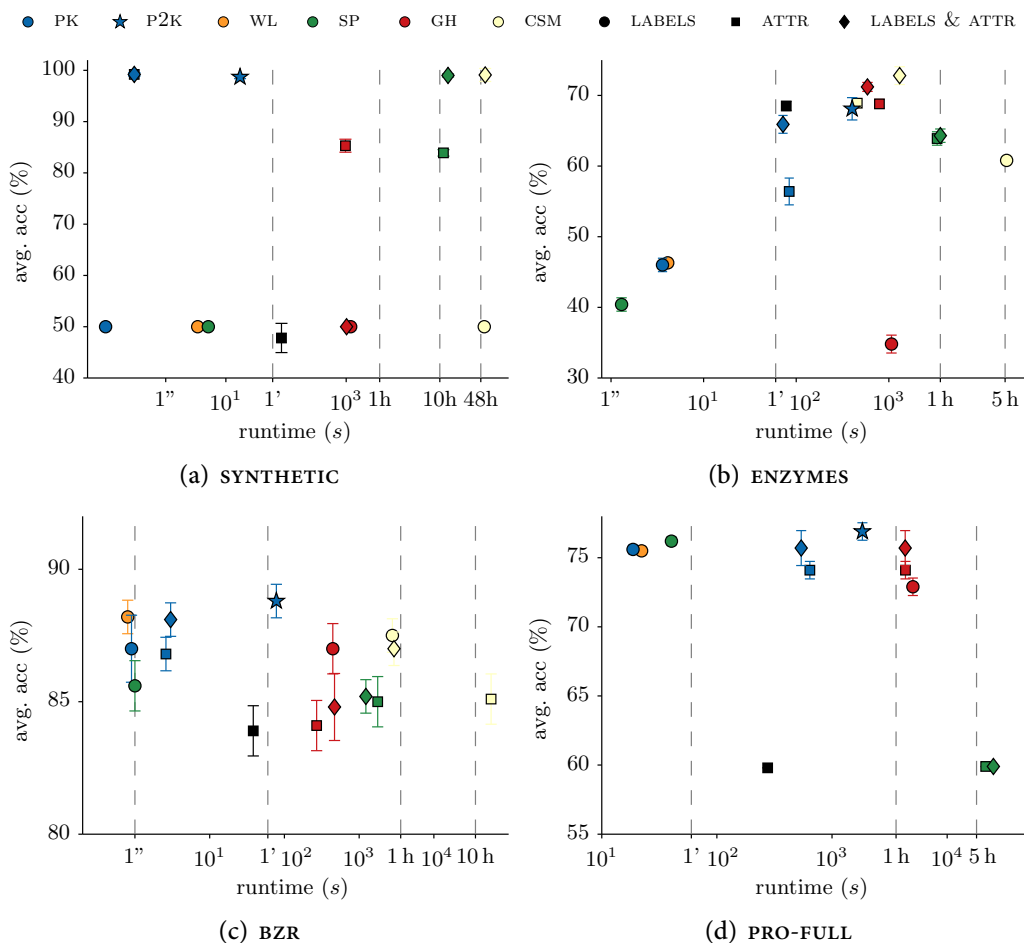 PK P2K WL SP GH CSM LABELS ATTR LABELS & ATTR
100
90
80
70
60
50
40
avg. acc (%)
1” 10¹ 1’ 10³ 1h 10h 48h
runtime (s)
(a) SYNTHETIC
70
60
50
40
30
avg. acc (%)
1” 10¹ 1’ 10² 10³ 1 h 5 h
runtime (s)
(b) ENZYMES
90
85
80
avg. acc (%)
1” 10¹ 1’ 10² 10³ 1 h 10⁴ 10 h
runtime (s)
(c) BZR
75
70
65
60
55
avg. acc (%)
10¹ 1’ 10² 10³ 1 h 10⁴ 5 h
runtime (s)
(d) PRO-FULL